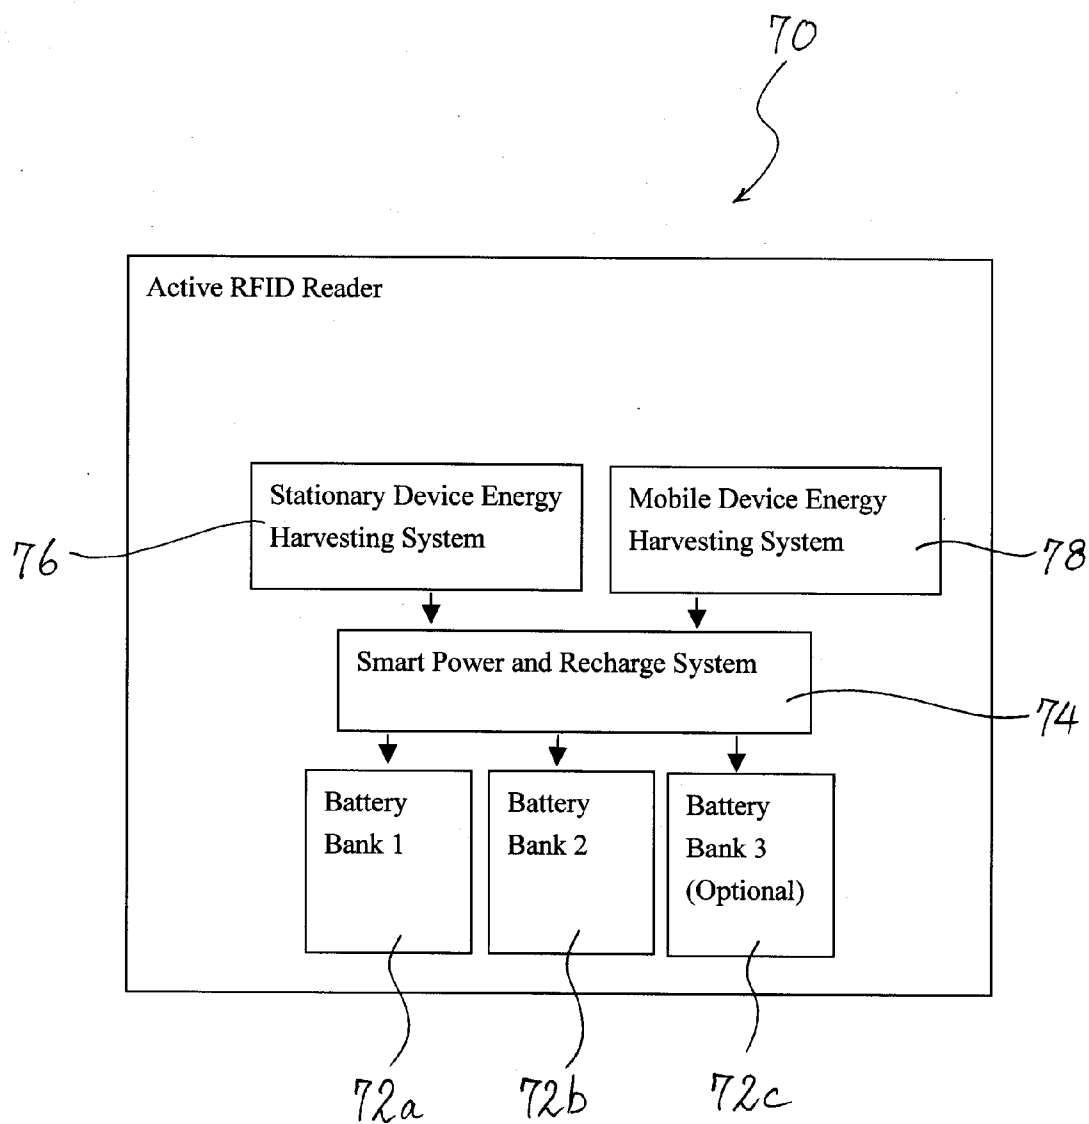 70
Active RFID Reader
Stationary Device Energy
Harvesting System
Mobile Device Energy
Harvesting System
76
78
Smart Power and Recharge System
74
Battery
Bank 1
Battery
Bank 2
Battery
Bank 3
(Optional)
72a
72b
72c